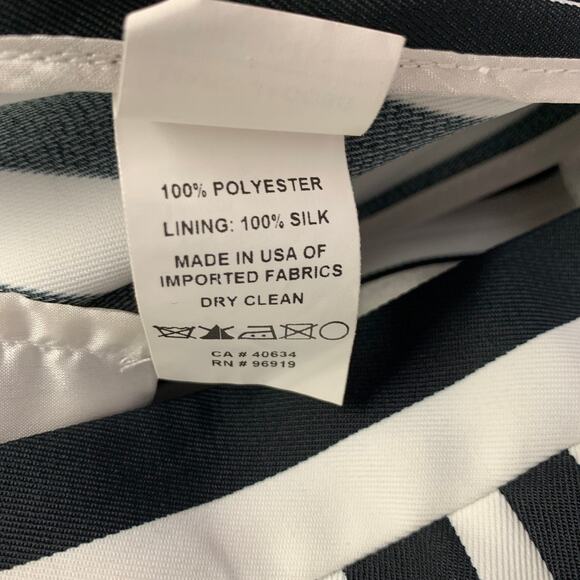 100% POLYESTER
LINING: 100% SILK
MADE IN USA OF
IMPORTED FABRICS
DRY CLEAN
CA # 40634
RN # 96919